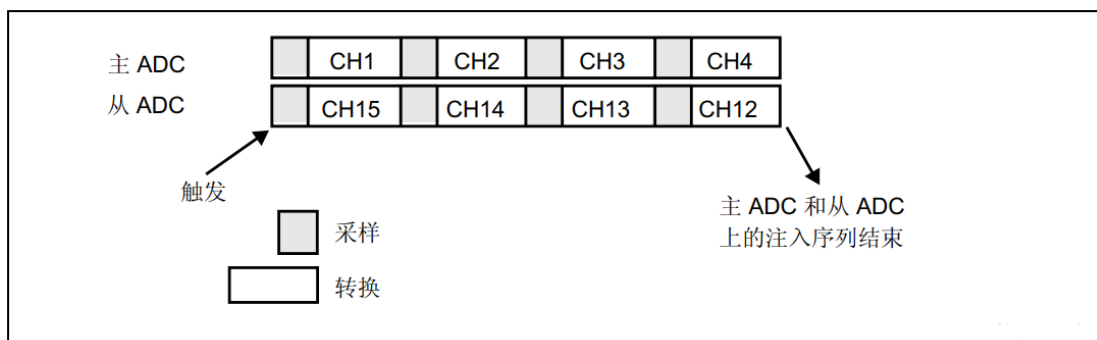 主 ADC
CH1 CH2 CH3 CH4
从 ADC
CH15 CH14 CH13 CH12
触发
主 ADC 和从 ADC
上的注入序列结束
采样
转换